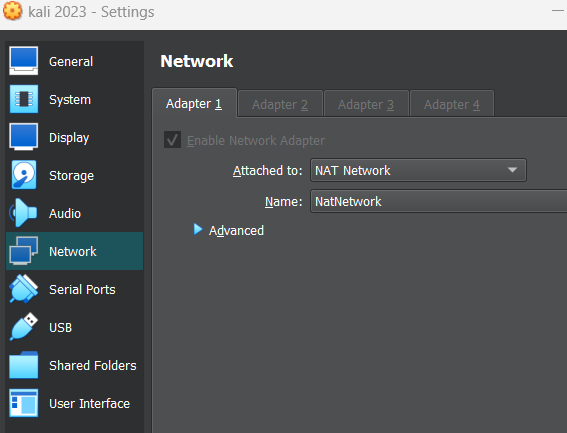 kali 2023 - Settings
General
System
Display
Storage
Audio
Network
Serial Ports
USB
Shared Folders
User Interface
Network
Adapter 1 Adapter 2 Adapter 3 Adapter 4
Enable Network Adapter
Attached to: NAT Network
Name: NatNetwork
Advanced